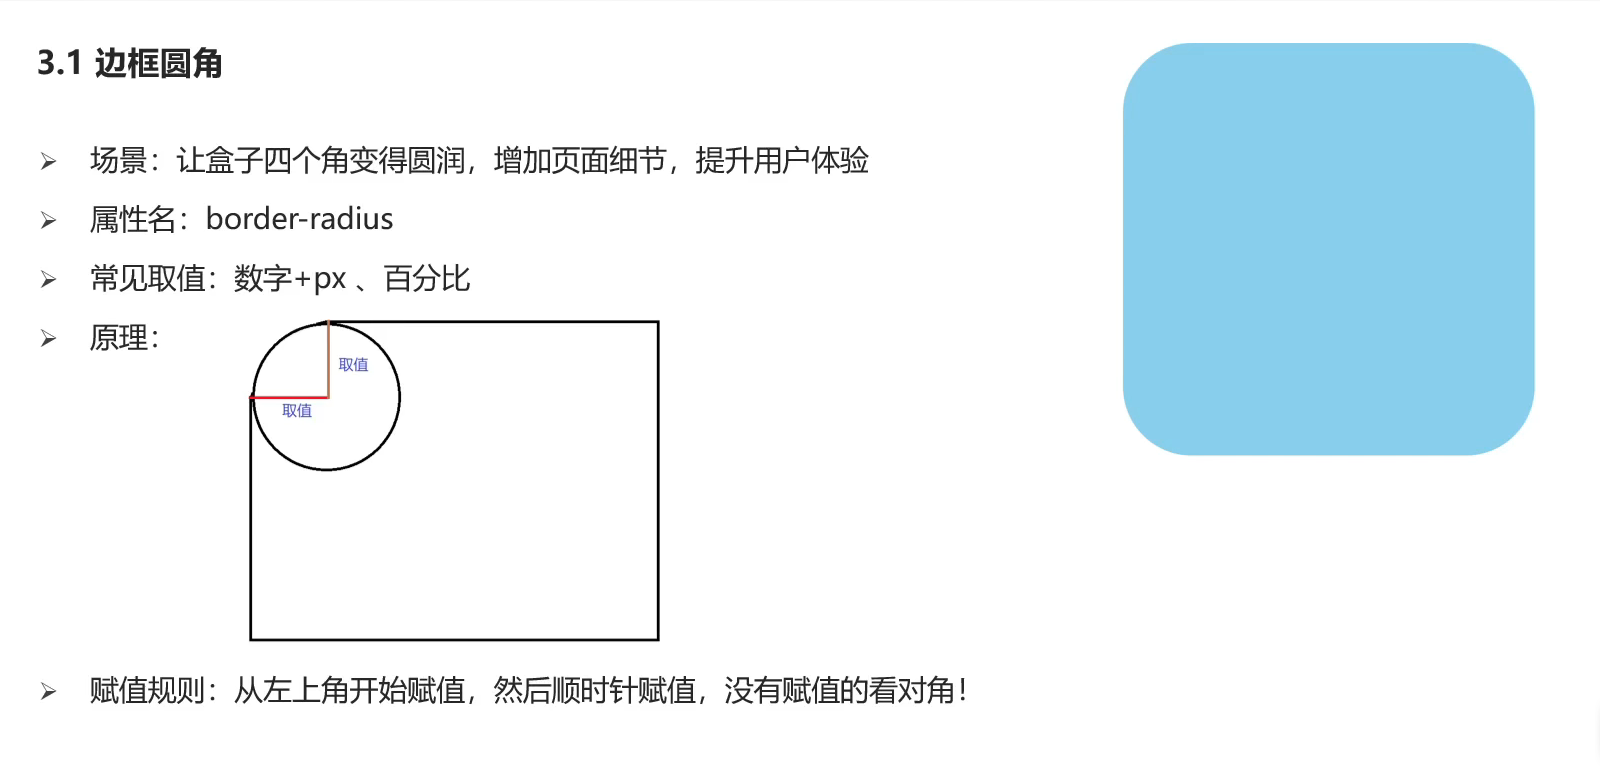 3.1 边框圆角
场景：让盒子四个角变得圆润，增加页面细节，提升用户体验
属性名：border-radius
常见取值：数字+px 、百分比
原理：
取值
取值
赋值规则：从左上角开始赋值，然后顺时针赋值，没有赋值的看对角！